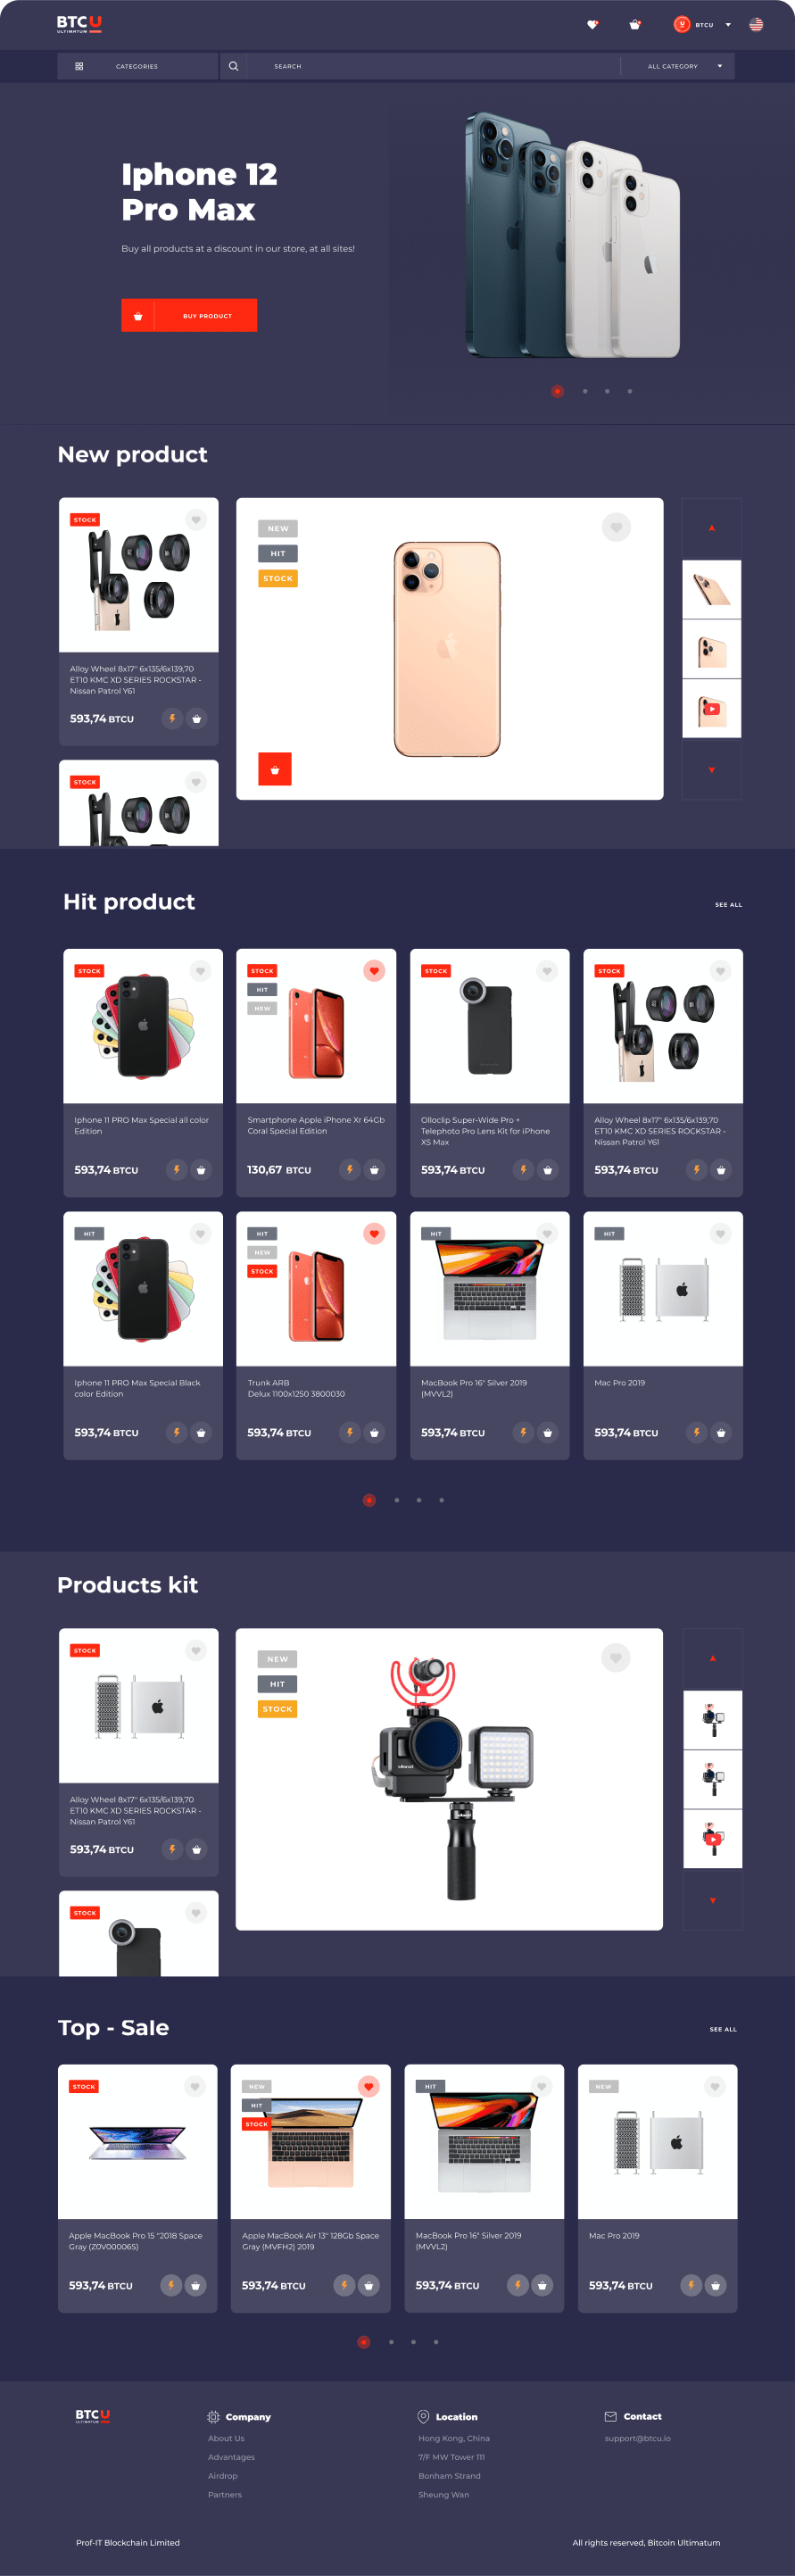 BTCU
ULTIMATUM
BTCU
CATEGORIES
SEARCH
ALL CATEGORY
Iphone 12
Pro Max
Buy all products at a discount in our store, at all sites!
BUY PRODUCT
New product
STOCK
Alloy Wheel 8x17" 6x135/6x139,70
ET10 KMC XD SERIES ROCKSTAR -
Nissan Patrol Y61
593,74 BTCU
STOCK
NEW
HIT
STOCK
Hit product
SEE ALL
STOCK
Iphone 11 PRO Max Special all color
Edition
593,74 BTCU
STOCK
HIT
NEW
Smartphone Apple iPhone Xr 64Gb
Coral Special Edition
130,67 BTCU
STOCK
Olloclip Super-Wide Pro +
Telephoto Pro Lens Kit for iPhone
XS Max
593,74 BTCU
STOCK
Alloy Wheel 8x17" 6x135/6x139,70
ET10 KMC XD SERIES ROCKSTAR -
Nissan Patrol Y61
593,74 BTCU
HIT
Iphone 11 PRO Max Special Black
color Edition
593,74 BTCU
HIT
NEW
STOCK
Trunk ARB
Delux 1100x1250 3800030
593,74 BTCU
HIT
MacBook Pro 16" Silver 2019
(MVVL2)
593,74 BTCU
HIT
Mac Pro 2019
593,74 BTCU
Products kit
STOCK
Alloy Wheel 8x17" 6x135/6x139,70
ET10 KMC XD SERIES ROCKSTAR -
Nissan Patrol Y61
593,74 BTCU
STOCK
NEW
HIT
STOCK
ulanzi
Top - Sale
SEE ALL
STOCK
Apple MacBook Pro 15 "2018 Space
Gray (Z0V00006S)
593,74 BTCU
NEW
HIT
STOCK
Apple MacBook Air 13" 128Gb Space
Gray (MVFH2) 2019
593,74 BTCU
HIT
MacBook Pro 16" Silver 2019
(MVVL2)
593,74 BTCU
NEW
Mac Pro 2019
593,74 BTCU
BTCU
ULTIMATUM
Company
About Us
Advantages
Airdrop
Partners
Location
Hong Kong, China
7/F MW Tower 111
Bonham Strand
Sheung Wan
Contact
support@btcu.io
Prof-IT Blockchain Limited
All rights reserved, Bitcoin Ultimatum